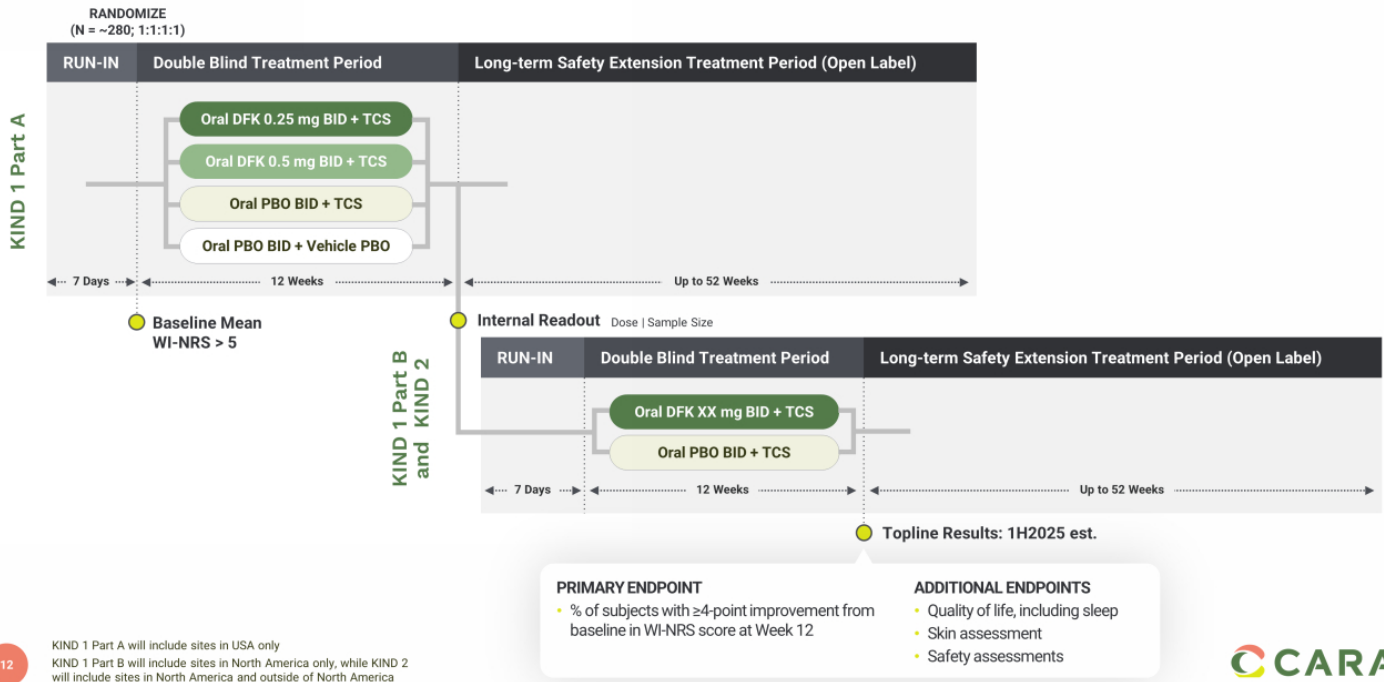 RANDOMIZE
(N = ~280; 1:1:1:1)
RUN-IN
Double Blind Treatment Period
Long-term Safety Extension Treatment Period (Open Label)
KIND 1 Part A
Oral DFK 0.25 mg BID + TCS
Oral DFK 0.5 mg BID + TCS
Oral PBO BID + TCS
Oral PBO BID + Vehicle PBO
7 Days
12 Weeks
Up to 52 Weeks
Baseline Mean
WI-NRS > 5
Internal Readout Dose | Sample Size
KIND 1 Part B
and KIND 2
RUN-IN
Double Blind Treatment Period
Long-term Safety Extension Treatment Period (Open Label)
Oral DFK XX mg BID + TCS
Oral PBO BID + TCS
7 Days
12 Weeks
Up to 52 Weeks
Topline Results: 1H2025 est.
PRIMARY ENDPOINT
• % of subjects with ≥4-point improvement from
baseline in WI-NRS score at Week 12
ADDITIONAL ENDPOINTS
• Quality of life, including sleep
• Skin assessment
• Safety assessments
12
KIND 1 Part A will include sites in USA only
KIND 1 Part B will include sites in North America only, while KIND 2
will include sites in North America and outside of North America
CARA